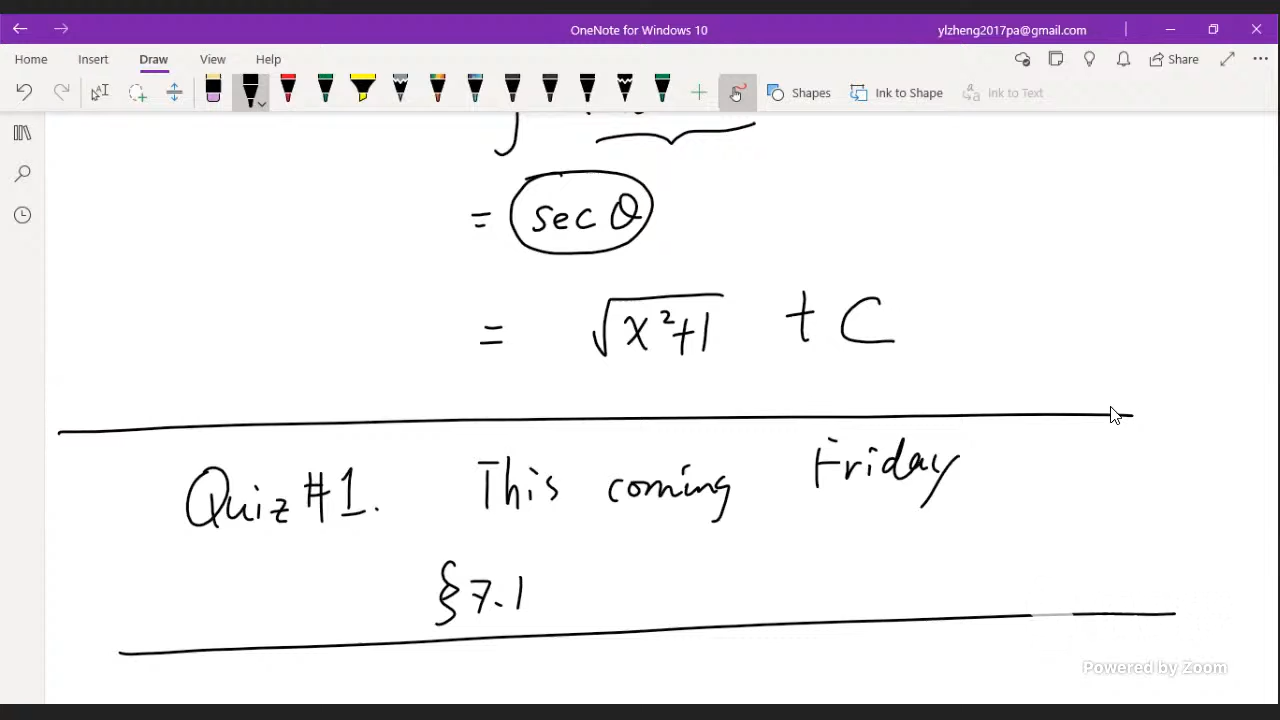 OneNote for Windows 10
ylzheng2017pa@gmail.com
Home Insert Draw View Help
Share
Shapes Ink to Shape Ink to Text
= sec θ
= √x²+1 + C
Quiz #1. This coming Friday
§7.1
Powered by Zoom